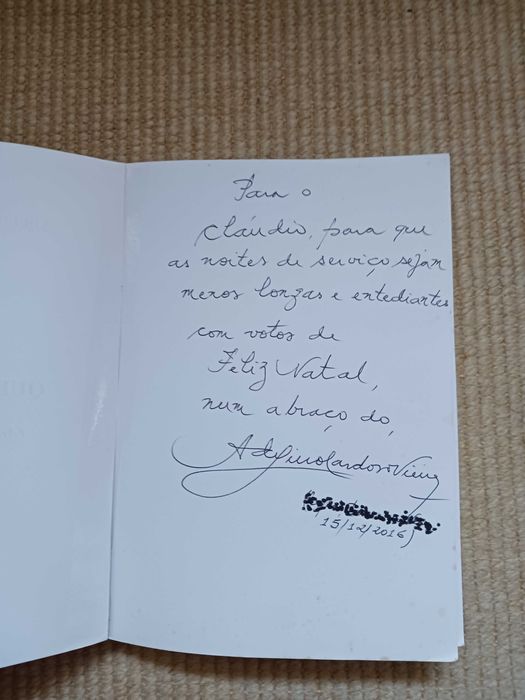 Para o
Cláudio, para que
as noites de serviço sejam
menos longas e entediantes
com votos de
Feliz Natal,
num abraço do,
15/12/2016)